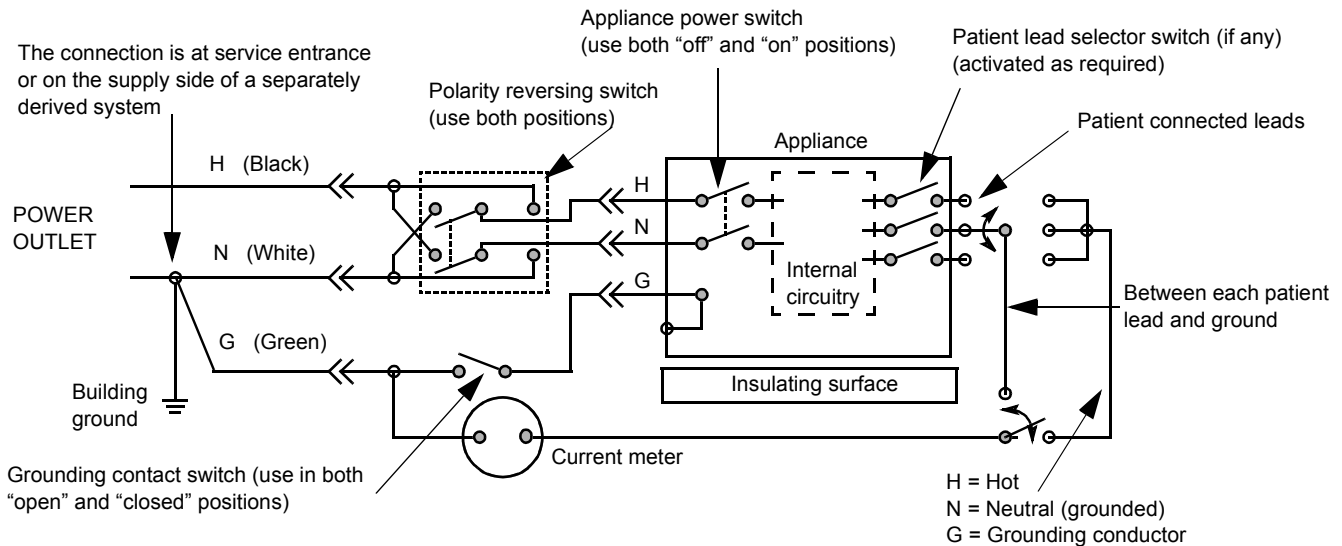 Appliance power switch
(use both “off” and “on” positions)
The connection is at service entrance
or on the supply side of a separately
derived system
Patient lead selector switch (if any)
(activated as required)
Polarity reversing switch
(use both positions)
Patient connected leads
Appliance
H (Black)
H
POWER
OUTLET
N (White)
N
Internal
circuitry
G
Between each patient
lead and ground
G (Green)
Insulating surface
Building
ground
Current meter
Grounding contact switch (use in both
“open” and “closed” positions)
H = Hot
N = Neutral (grounded)
G = Grounding conductor